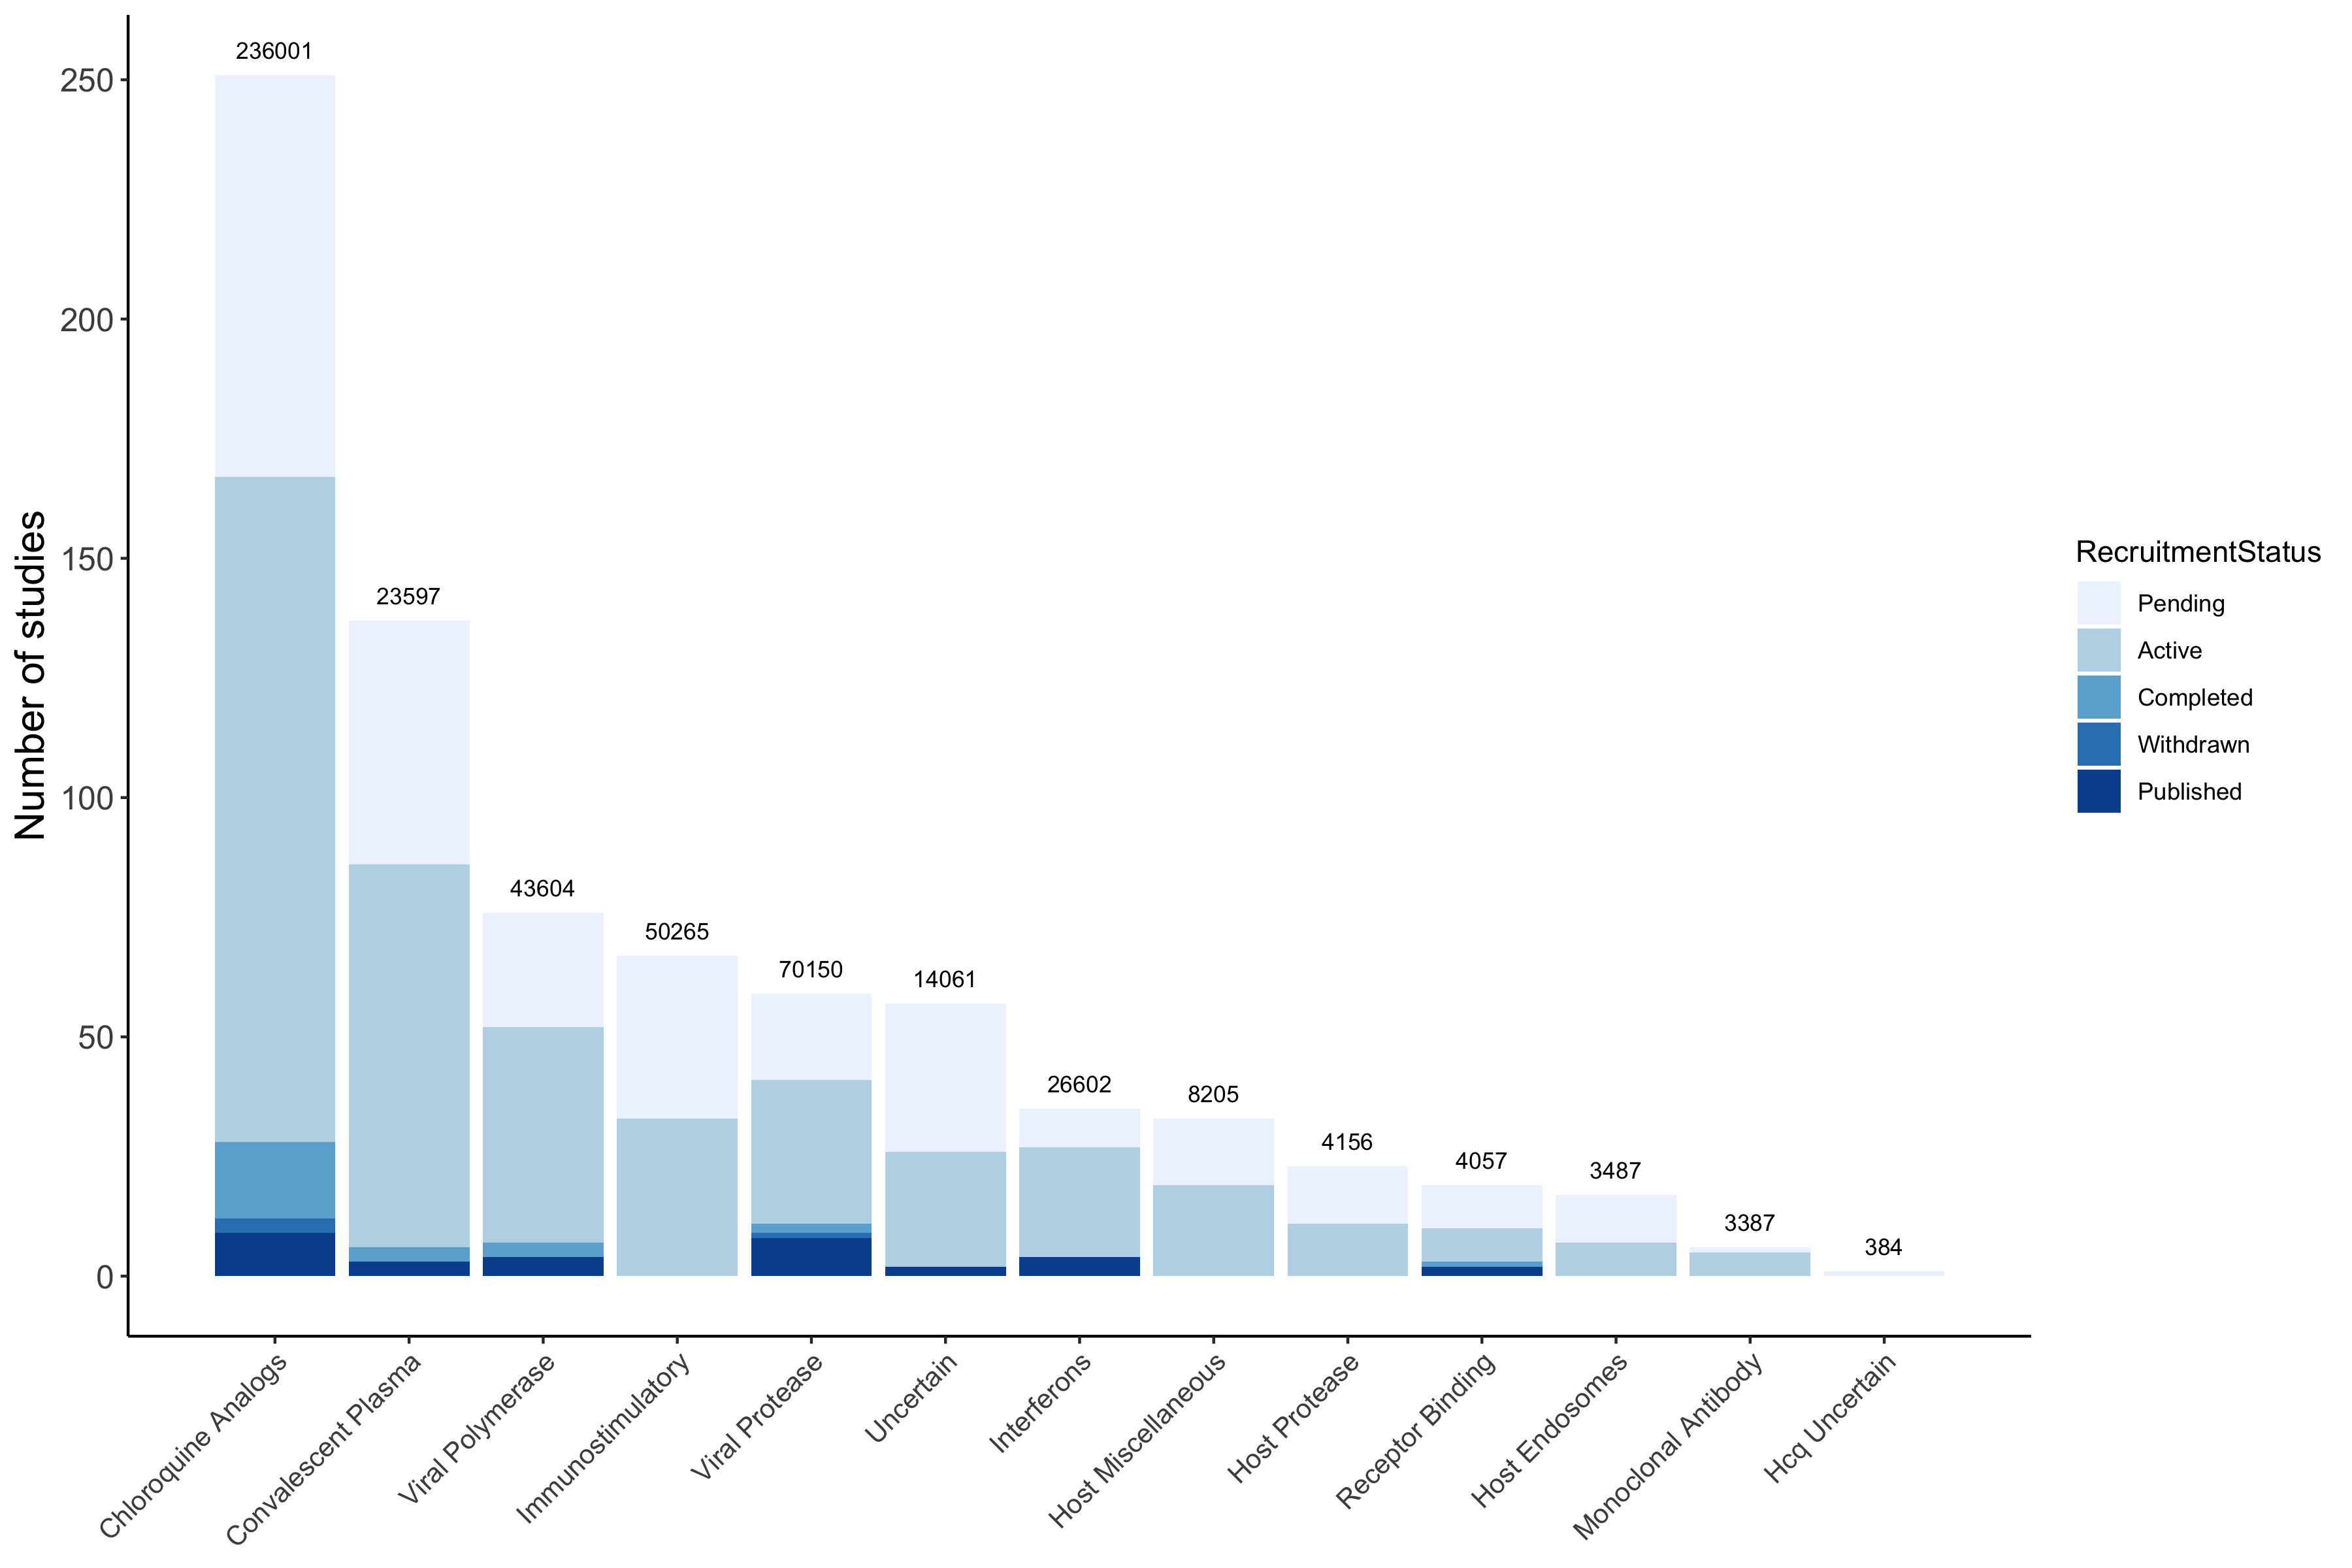 Number of studies
250
200
150
100
50
0
236001
23597
43604
50265
70150
14061
26602
8205
4156
4057
3487
3387
384
Chloroquine Analogs
Convalescent Plasma
Viral Polymerase
Immunostimulatory
Viral Protease
Uncertain
Interferons
Host Miscellaneous
Host Protease
Receptor Binding
Host Endosomes
Monoclonal Antibody
Hcq Uncertain
RecruitmentStatus
Pending
Active
Completed
Withdrawn
Published